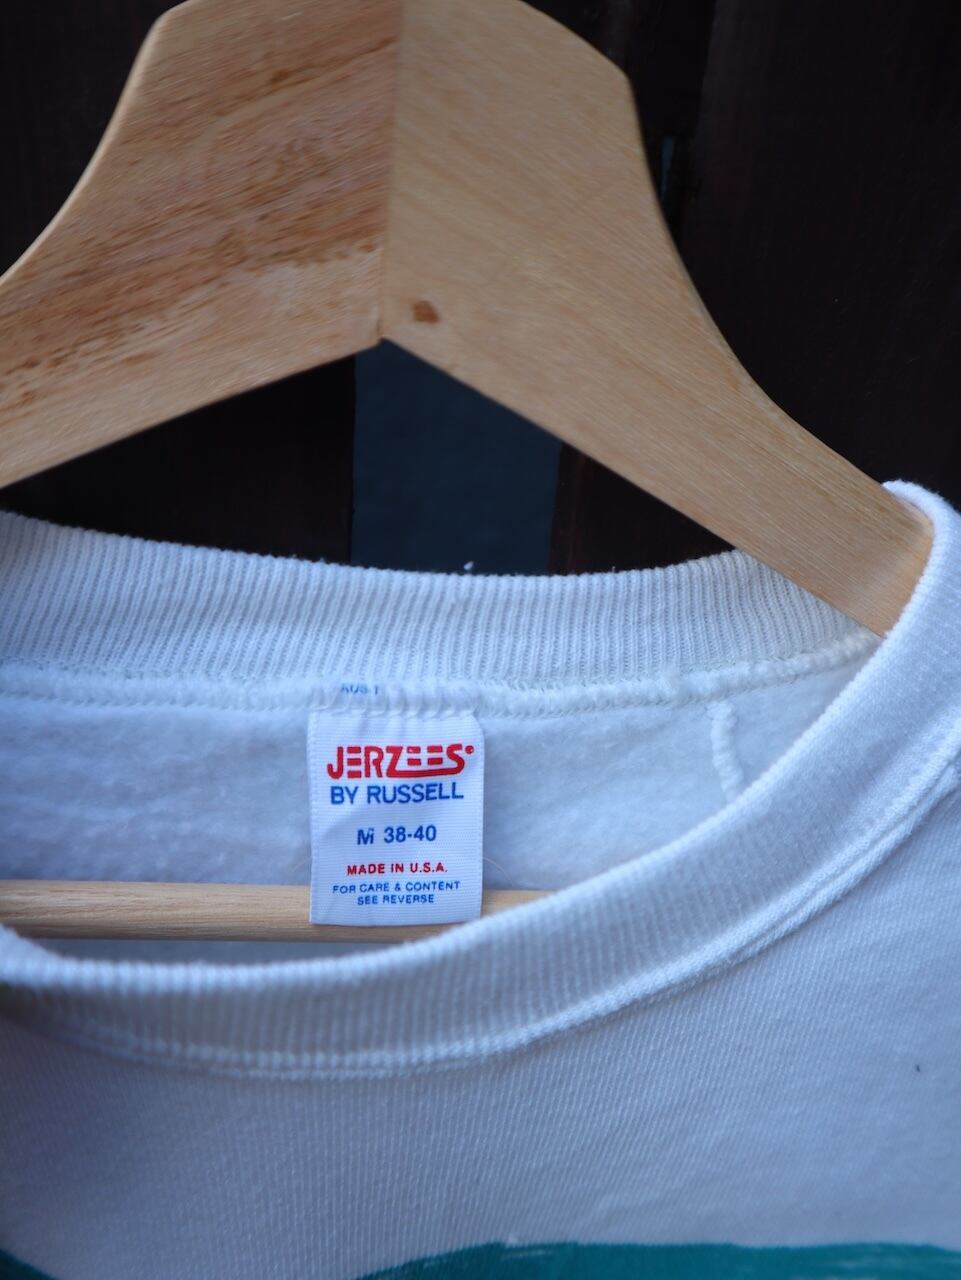 JERZEES®
BY RUSSELL
M 38-40
MADE IN U.S.A.
FOR CARE & CONTENT
SEE REVERSE